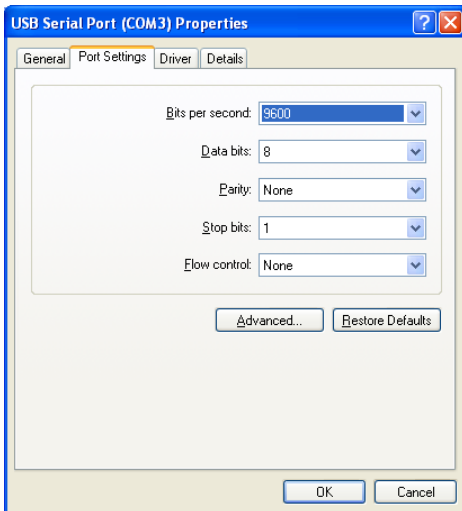 USB Serial Port (COM3) Properties
General Port Settings Driver Details
Bits per second: 9600
Data bits: 8
Parity: None
Stop bits: 1
Flow control: None
Advanced... Restore Defaults
OK Cancel